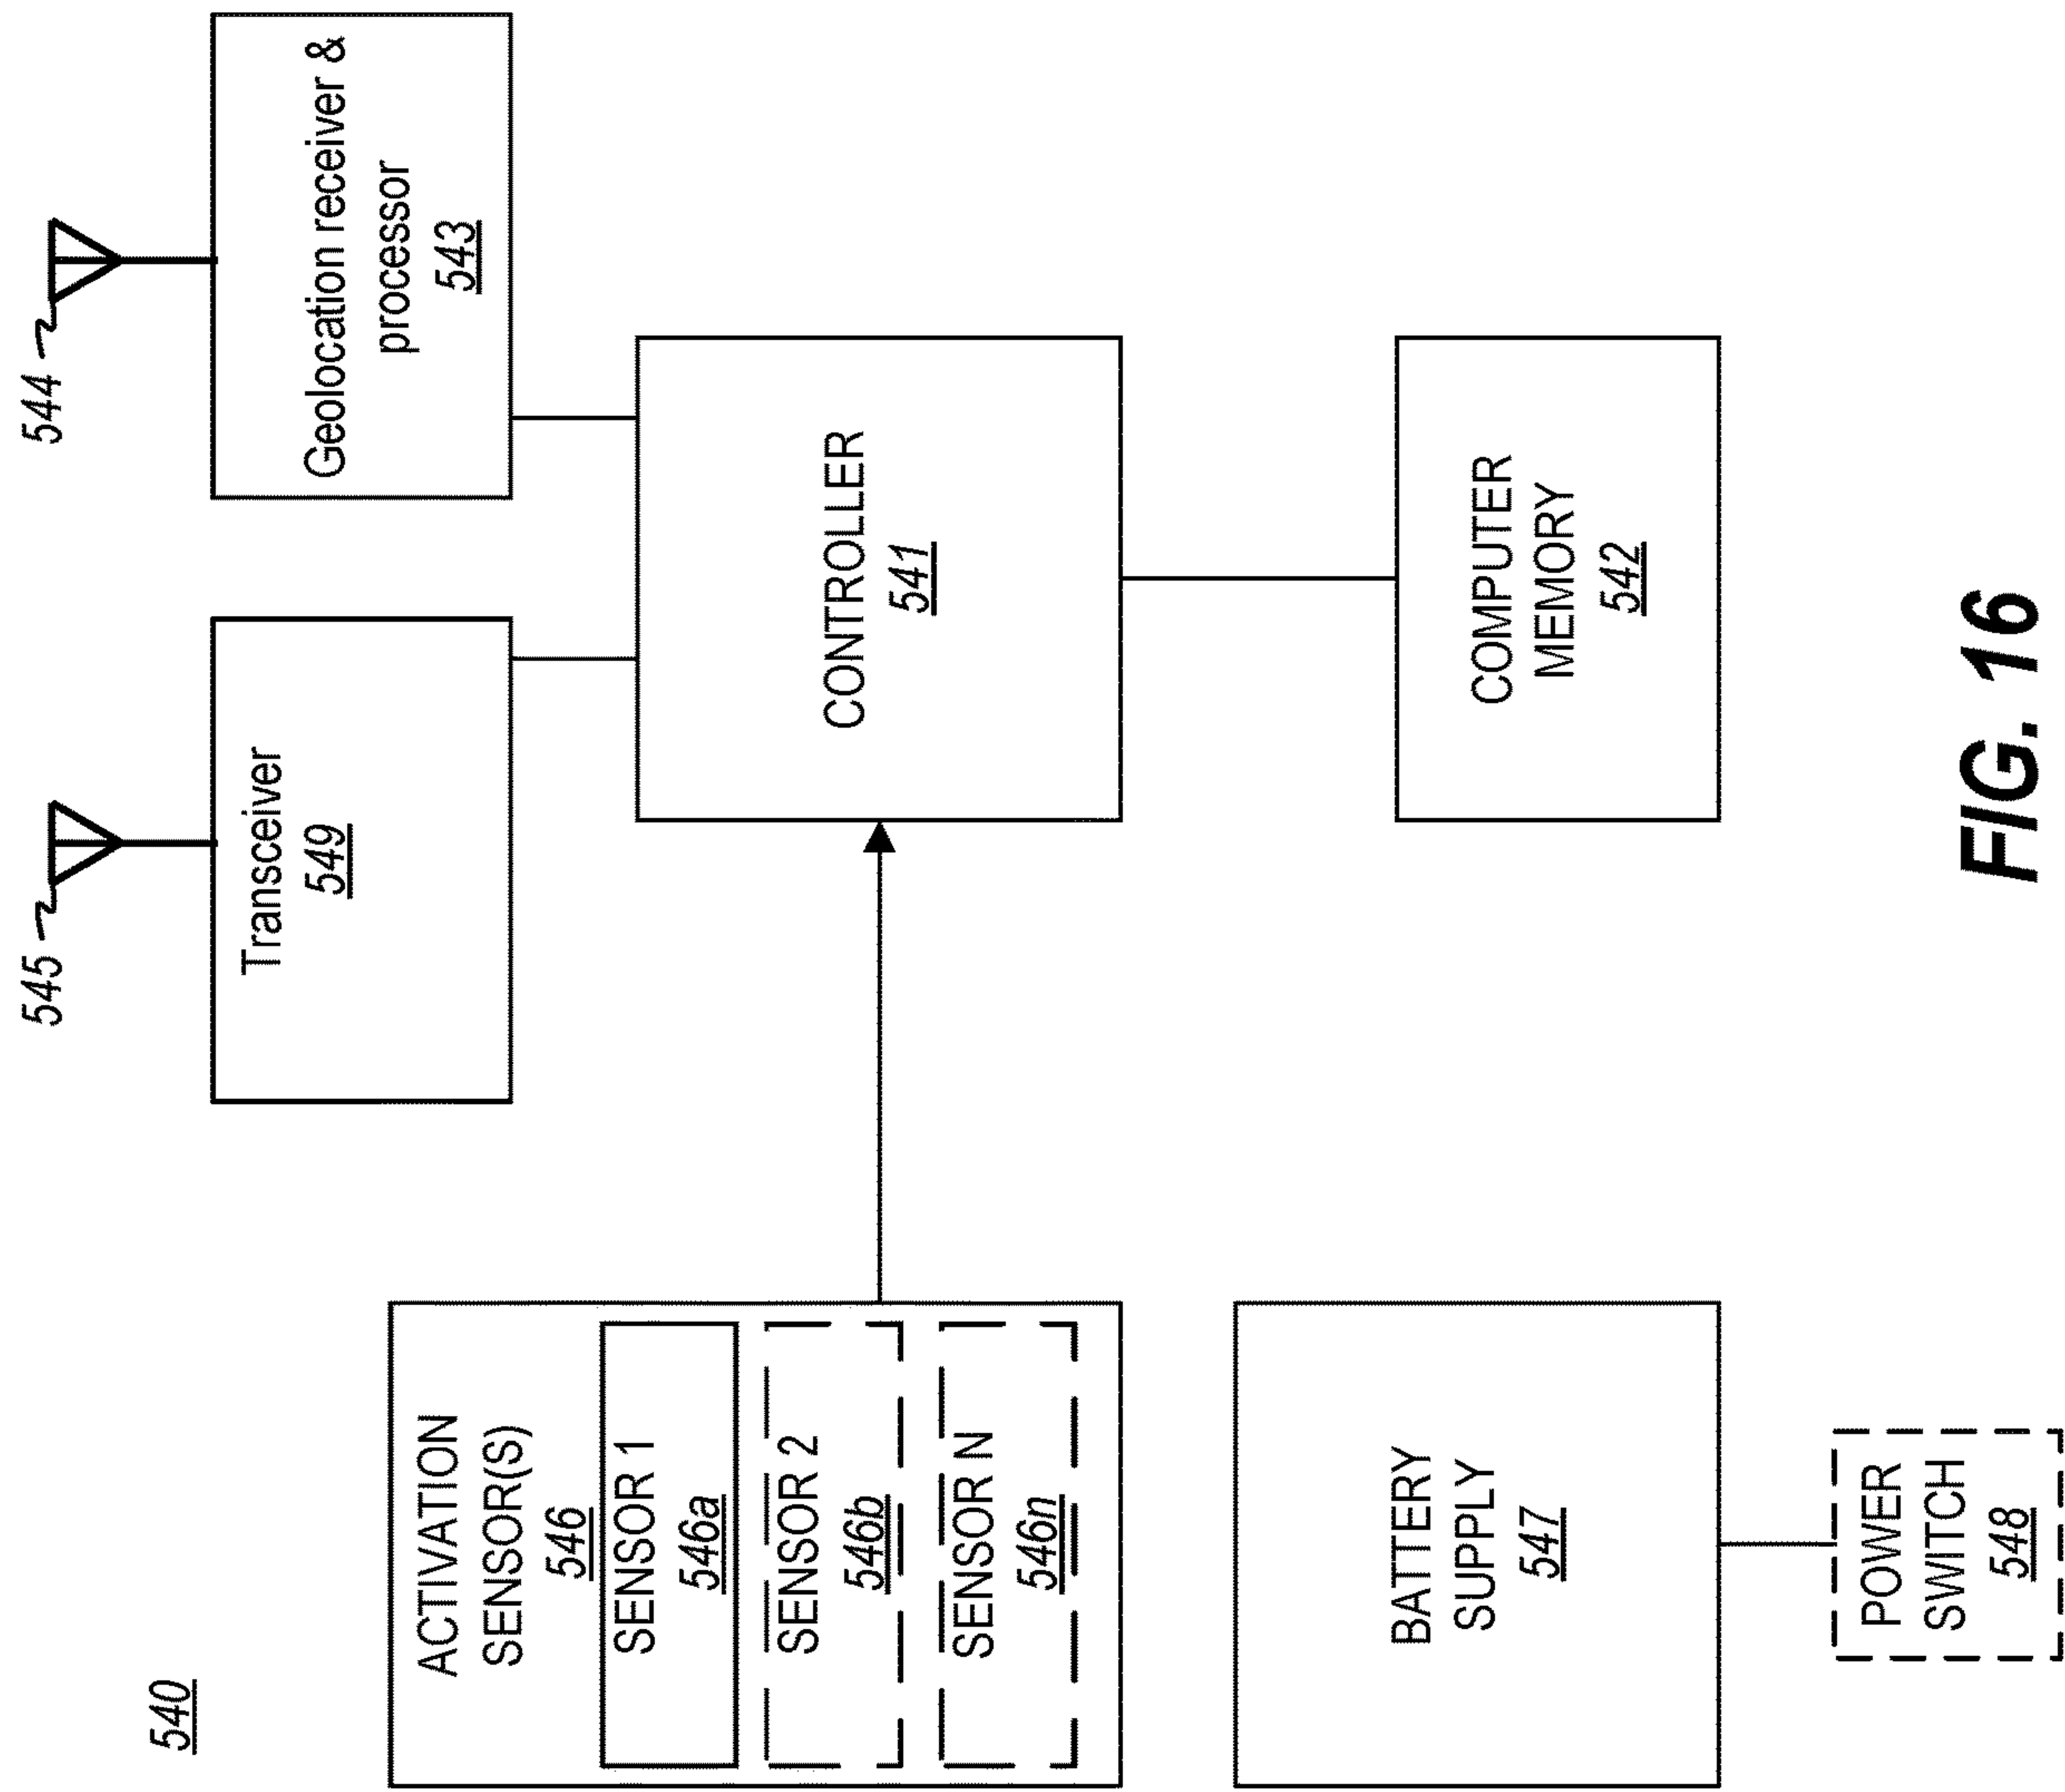 540
545
544
Transceiver
549
Geolocation receiver &
processor
543
ACTIVATION
SENSOR(S)
546
SENSOR 1
546a
SENSOR 2
546b
SENSOR N
546n
CONTROLLER
541
BATTERY
SUPPLY
547
COMPUTER
MEMORY
542
POWER
SWITCH
548
FIG. 16